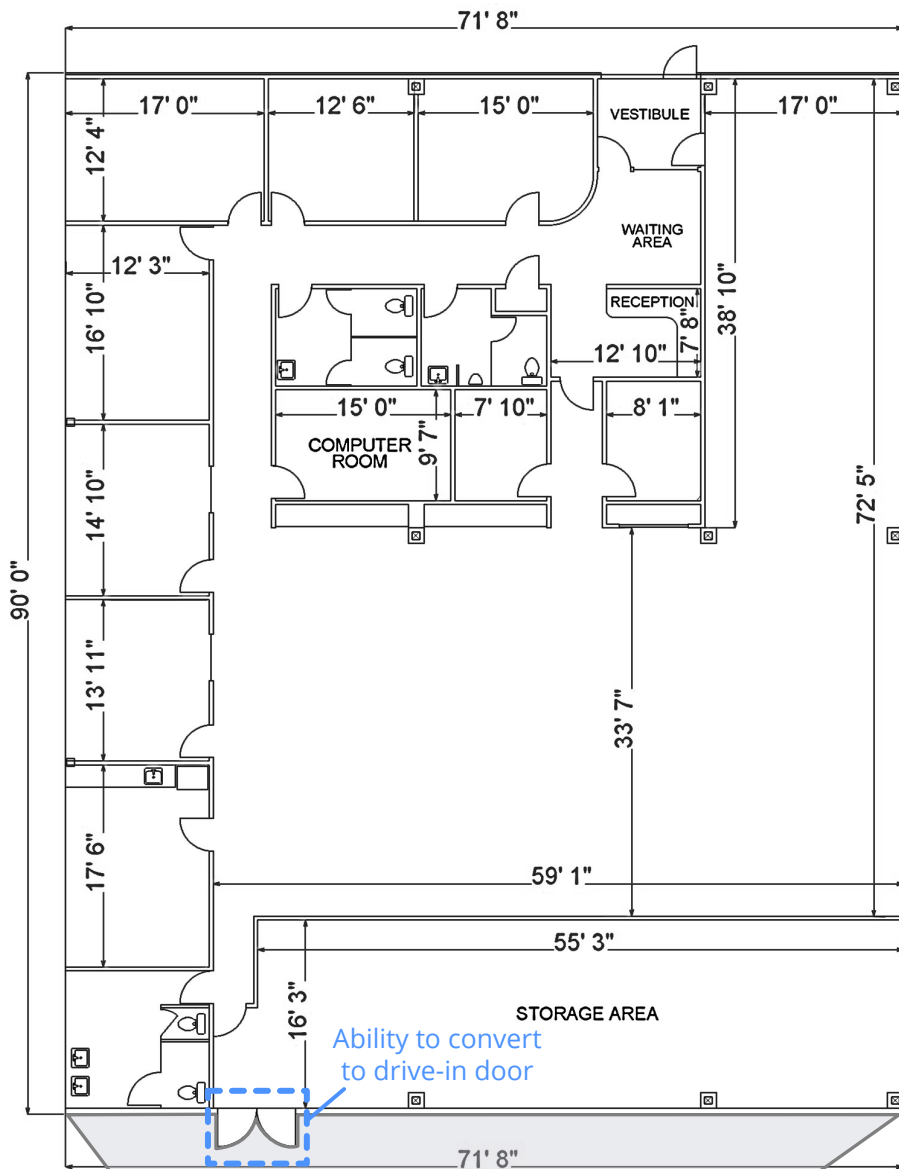 71' 8"
17' 0"
12' 6"
15' 0"
VESTIBULE
17' 0"
12' 4"
WAITING
AREA
12' 3"
16' 10"
RECEPTION
7' 8"
38' 10"
12' 10"
15' 0"
7' 10"
8' 1"
COMPUTER
ROOM
9' 7"
14' 10"
72' 5"
90' 0"
13' 11"
33' 7"
17' 6"
59' 1"
55' 3"
16' 3"
STORAGE AREA
Ability to convert
to drive-in door
71' 8"